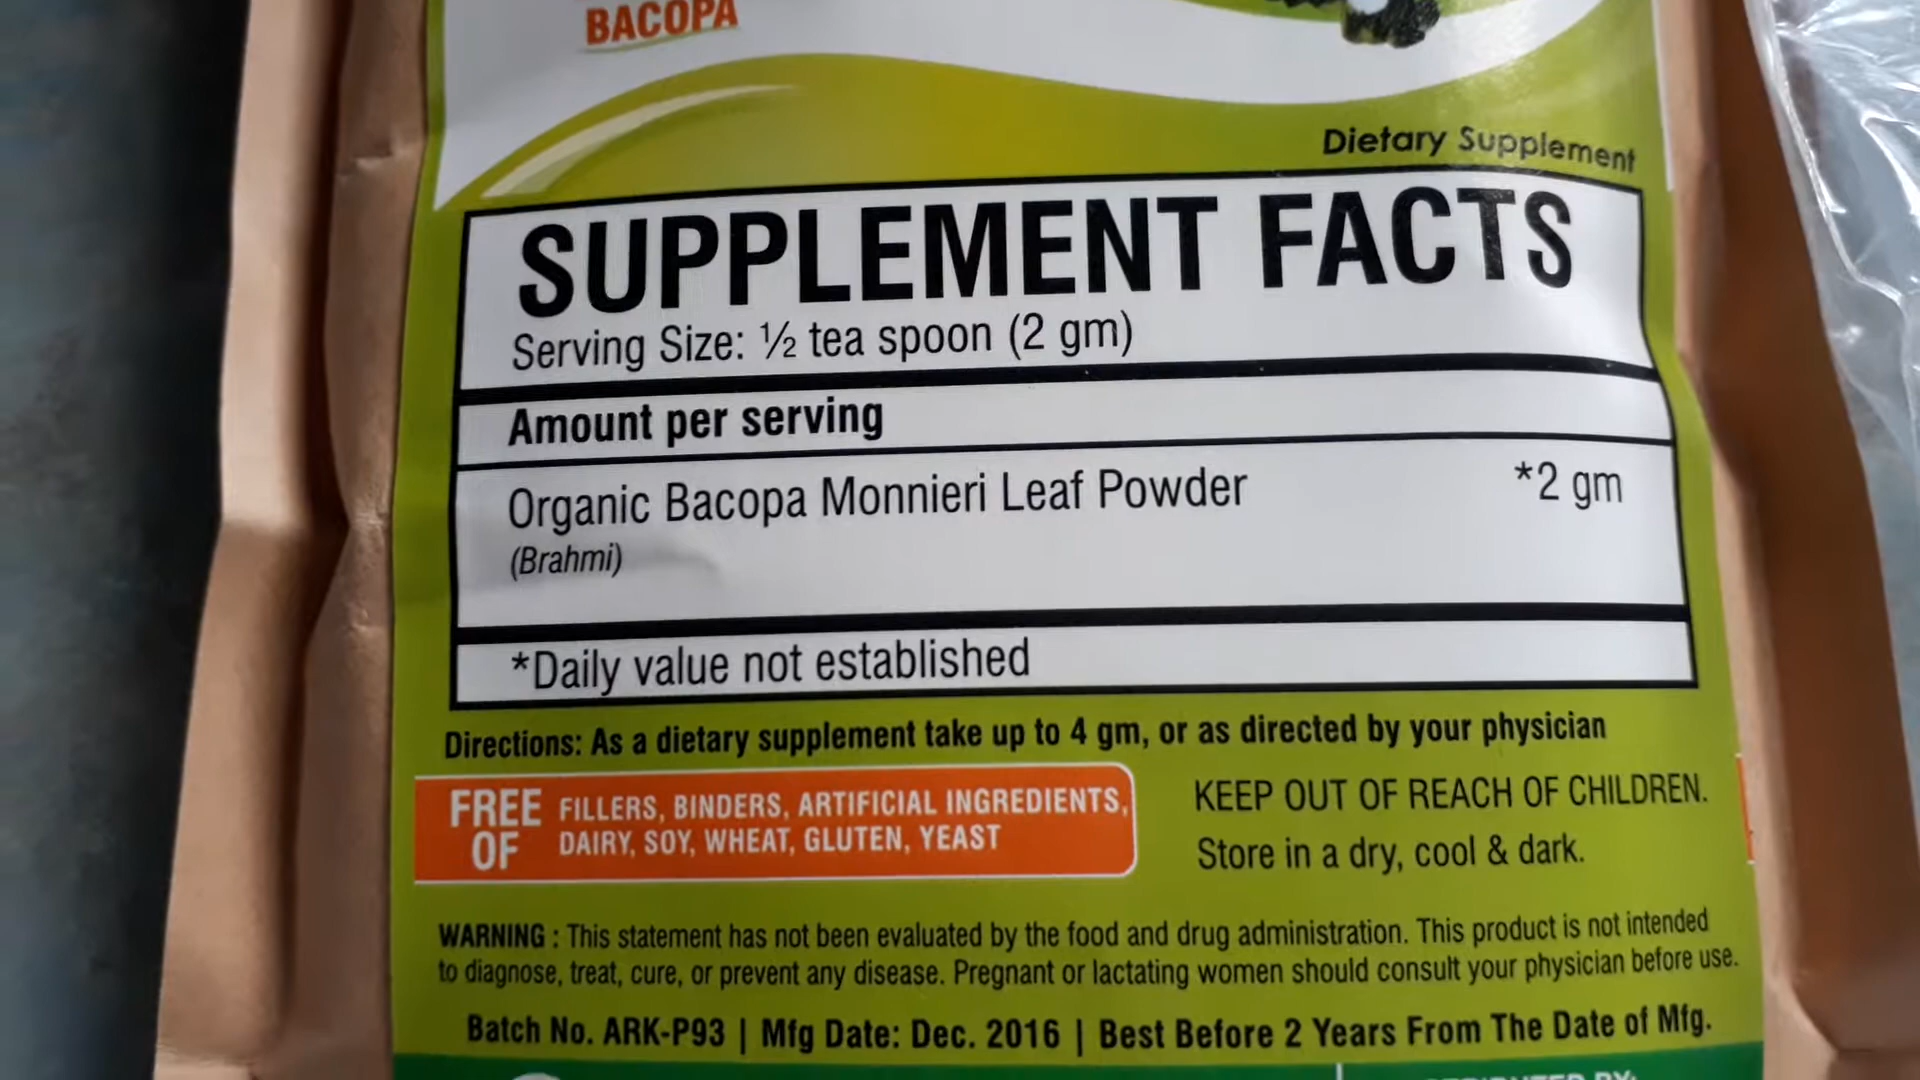 BACOPA
Dietary Supplement
SUPPLEMENT FACTS
Serving Size: ½ tea spoon (2 gm)
Amount per serving
Organic Bacopa Monnieri Leaf Powder *2 gm
(Brahmi)
*Daily value not established
Directions: As a dietary supplement take up to 4 gm, or as directed by your physician
FREE OF FILLERS, BINDERS, ARTIFICIAL INGREDIENTS,
DAIRY, SOY, WHEAT, GLUTEN, YEAST
KEEP OUT OF REACH OF CHILDREN.
Store in a dry, cool & dark.
WARNING : This statement has not been evaluated by the food and drug administration. This product is not intended
to diagnose, treat, cure, or prevent any disease. Pregnant or lactating women should consult your physician before use.
Batch No. ARK-P93 | Mfg Date: Dec. 2016 | Best Before 2 Years From The Date of Mfg.